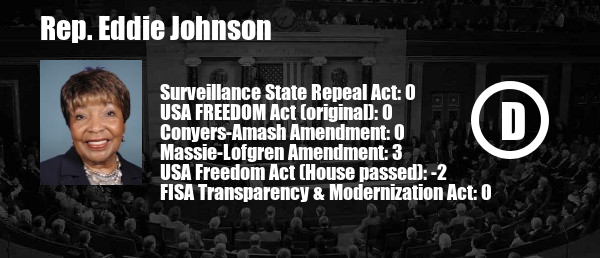 Rep. Eddie Johnson
Surveillance State Repeal Act: 0
USA FREEDOM Act (original): 0
Conyers-Amash Amendment: 0
Massie-Lofgren Amendment: 3
USA Freedom Act (House passed): -2
FISA Transparency & Modernization Act: 0
D